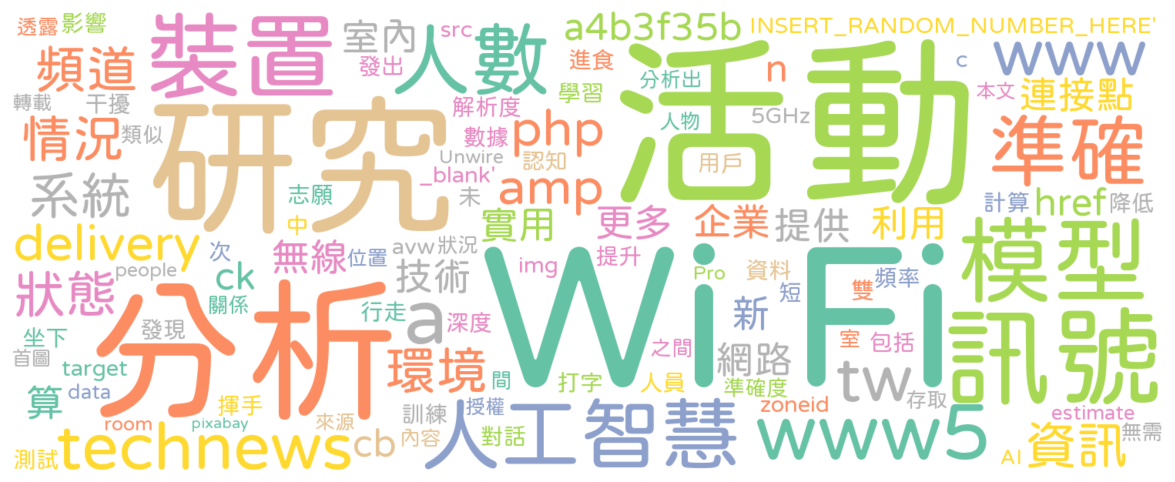 透露 影響 裝置 室內 人數 src a4b3f35b INSERT_RANDOM_NUMBER_HERE'
頻道 發出 進食 n 活動 c www
轉載 干擾 解析度 學習 分析出 5GHz 本文 連接點
情況 類似 研究 數據 php 人物 準確
Unwire 認知 用戶
系統 志願 _blank' 未 amp 計算 href 降低
delivery 中 實用 更多 企業 提供 利用 模型
次 無線 位置 avw 狀況 提升
狀態 people ck 技術 img Wi Fi Pro 資料 短 雙 頻率
關係 a
坐下 發現 分析 行走 深度 新 室 包括 訊號
首圖 target 環境 間 之間 網路 tw
算 data 揮手 打字 人員 準確度 存取
room pixabay 來源 訓練 授權 人工智慧 zoneid estimate
測試 technews cb 內容 對話 www5 AI 資訊 無需